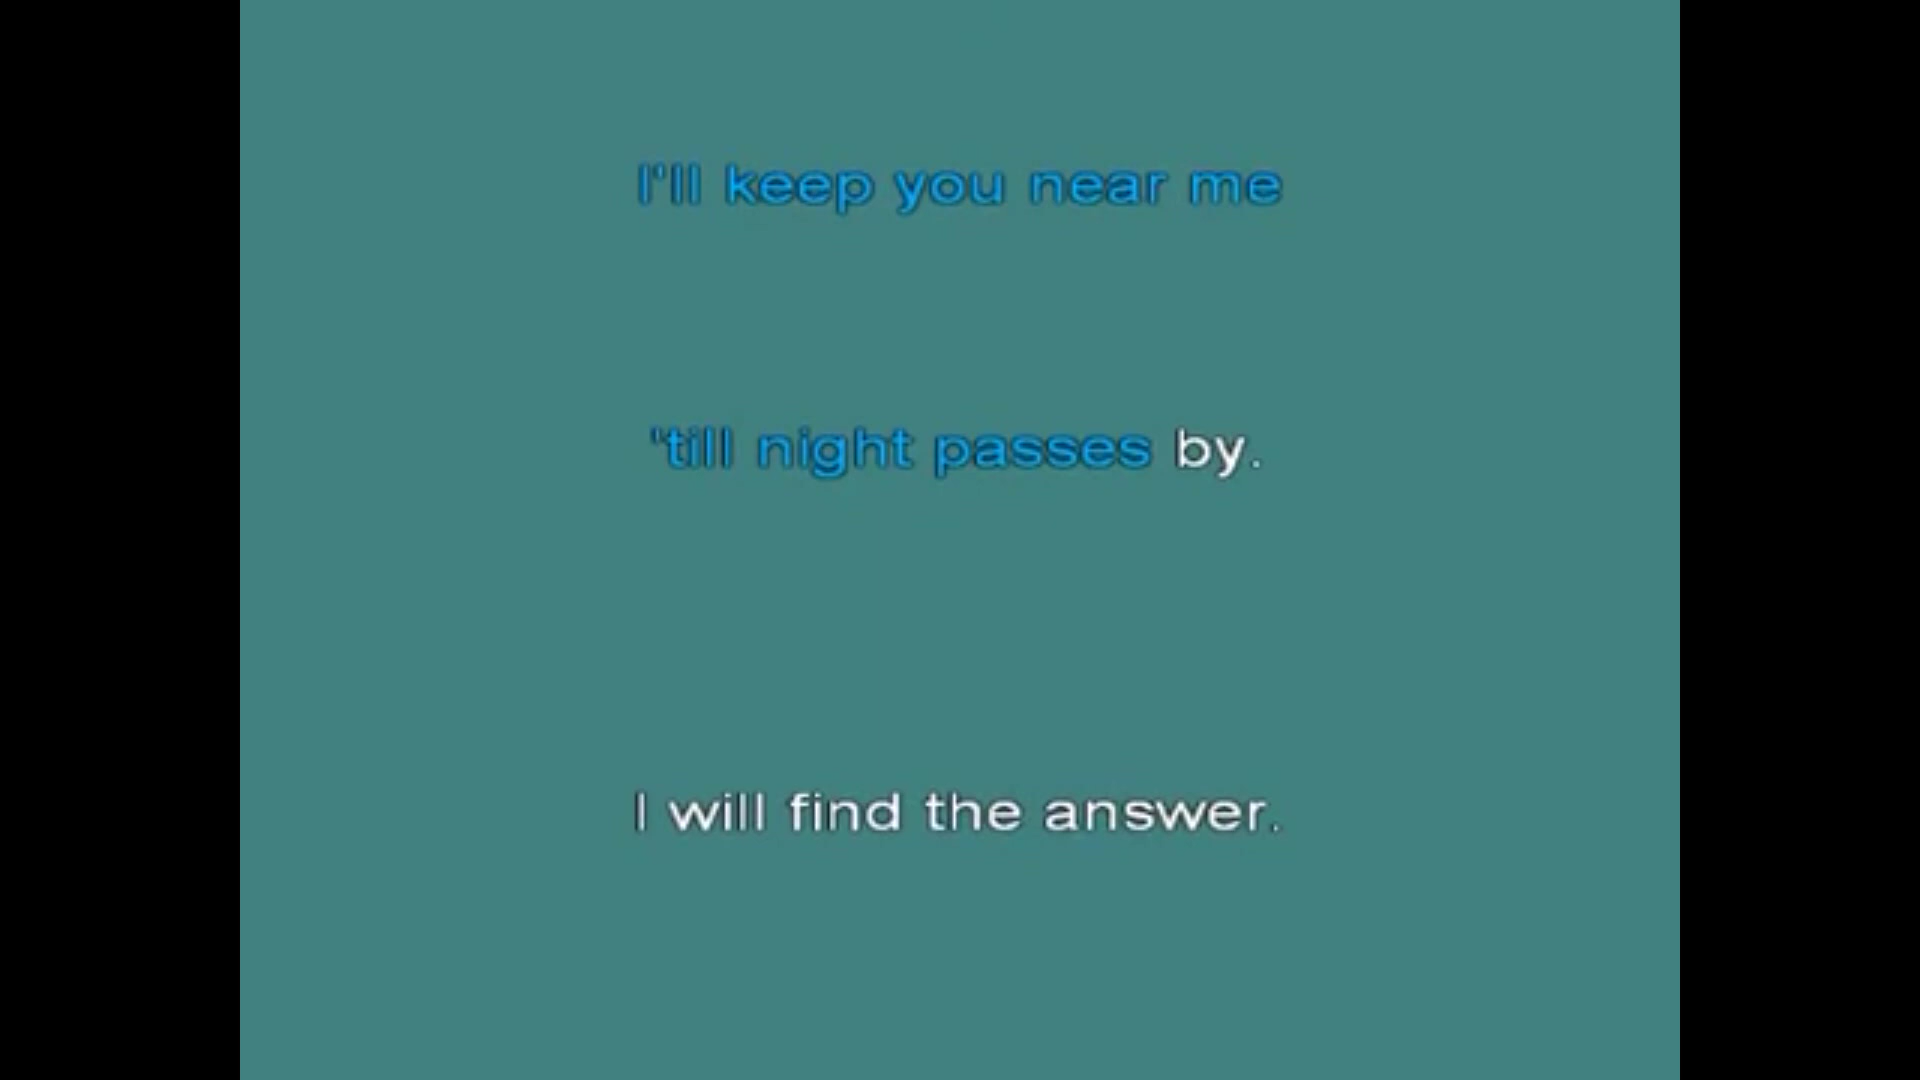 I'll keep you near me
'till night passes by.
I will find the answer.